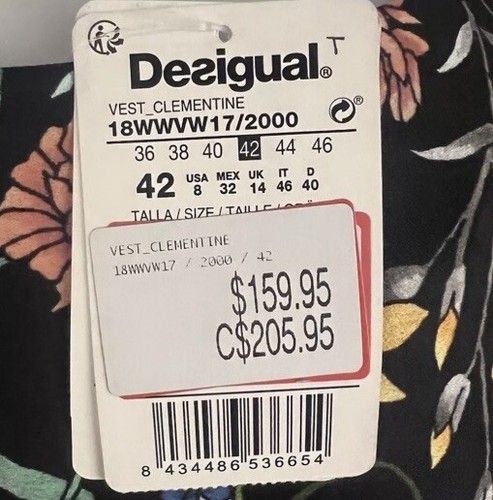 T
Desigual®
VEST_CLEMENTINE
18WWVW17/2000 ®
36 38 40 42 44 46
42 USA 8 MEX 32 UK 14 IT 46 D 40
TALLA / SIZE / TAILLE /
VEST_CLEMENTINE
18WWVW17 / 2000 / 42
$159.95
C$205.95
8 434486 536654